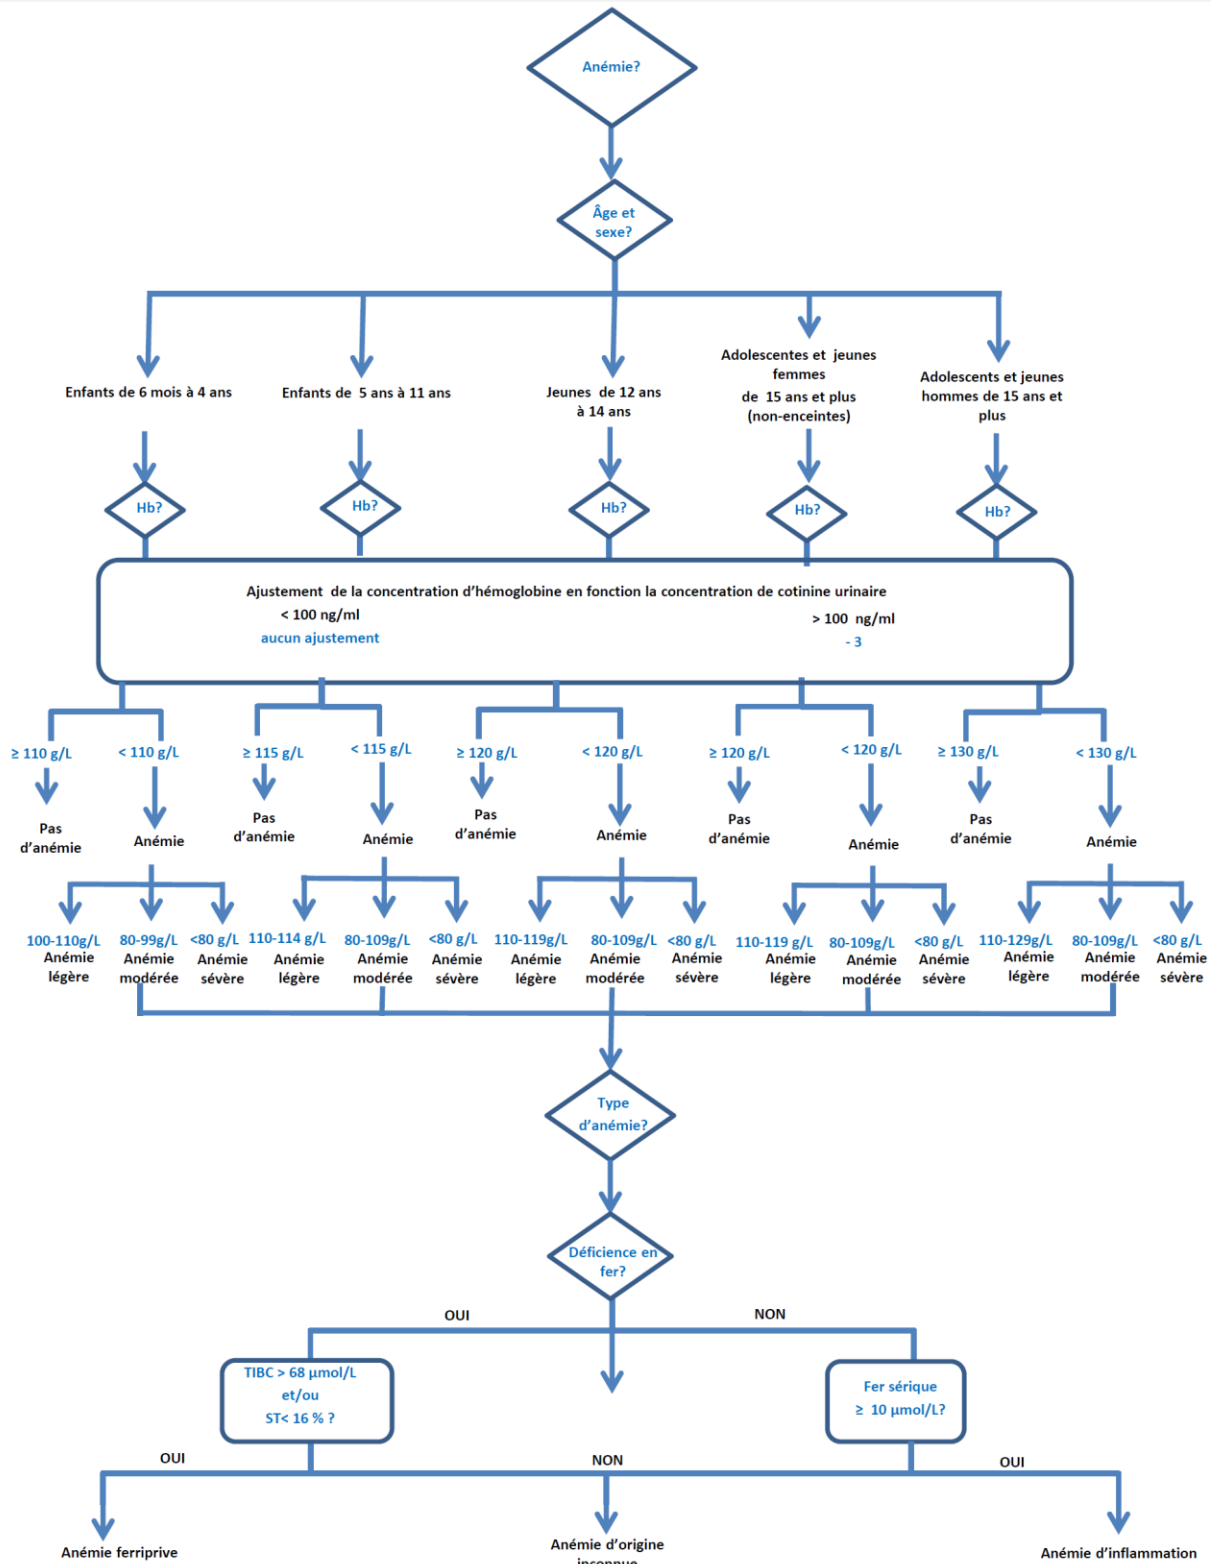 Anémie?
Âge et
sexe?
Enfants de 6 mois à 4 ans
Enfants de 5 ans à 11 ans
Jeunes de 12 ans
à 14 ans
Adolescentes et jeunes
femmes
de 15 ans et plus
(non-enceintes)
Adolescents et jeunes
hommes de 15 ans et
plus
Hb?
Hb?
Hb?
Hb?
Hb?
Ajustement de la concentration d'hémoglobine en fonction la concentration de cotinine urinaire
< 100 ng/ml
aucun ajustement
> 100 ng/ml
- 3
≥ 110 g/L
< 110 g/L
≥ 115 g/L
< 115 g/L
≥ 120 g/L
< 120 g/L
≥ 120 g/L
< 120 g/L
≥ 130 g/L
< 130 g/L
Pas
d'anémie
Anémie
Pas
d'anémie
Anémie
Pas
d'anémie
Anémie
Pas
d'anémie
Anémie
Pas
d'anémie
Anémie
100-110g/L
Anémie
légère
80-99g/L
Anémie
modérée
<80 g/L
Anémie
sévère
110-114 g/L
Anémie
légère
80-109g/L
Anémie
modérée
<80 g/L
Anémie
sévère
110-119g/L
Anémie
légère
80-109g/L
Anémie
modérée
<80 g/L
Anémie
sévère
110-119 g/L
Anémie
légère
80-109g/L
Anémie
modérée
<80 g/L
Anémie
sévère
110-129g/L
Anémie
légère
80-109g/L
Anémie
modérée
<80 g/L
Anémie
sévère
Type
d'anémie?
Déficience en
fer?
OUI
NON
TIBC > 68 µmol/L
et/ou
ST< 16 % ?
Fer sérique
≥ 10 µmol/L?
OUI
NON
OUI
Anémie ferriprive
Anémie d'origine
inconnue
Anémie d'inflammation